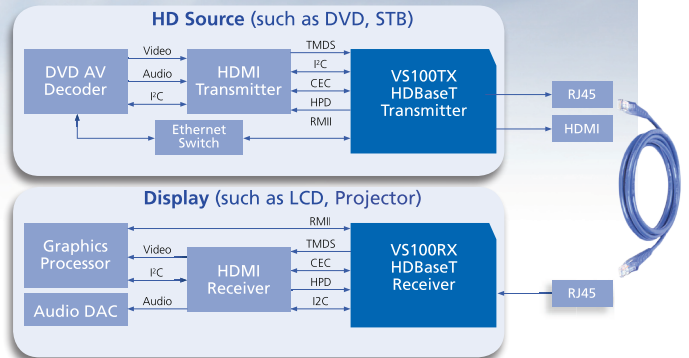 HD Source (such as DVD, STB)
DVD AV
Decoder
Video
Audio
I²C
HDMI
Transmitter
TMDS
I²C
CEC
HPD
RMII
Ethernet
Switch
VS100TX
HDBaseT
Transmitter
RJ45
HDMI
Display (such as LCD, Projector)
Graphics
Processor
Audio DAC
RMII
Video
I²C
Audio
HDMI
Receiver
TMDS
CEC
HPD
I2C
VS100RX
HDBaseT
Receiver
RJ45